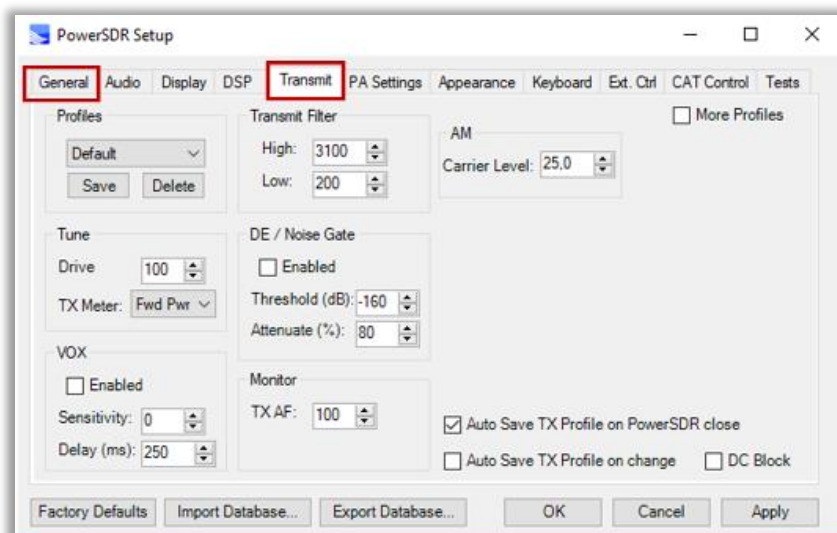 PowerSDR Setup
General Audio Display DSP Transmit PA Settings Appearance Keyboard Ext. Ctrl CAT Control Tests
Profiles
Default
Save Delete
Transmit Filter
High: 3100
Low: 200
AM
Carrier Level: 25,0
More Profiles
Tune
Drive 100
TX Meter: Fwd Pwr
DE / Noise Gate
Enabled
Threshold (dB): -160
Attenuate (%): 80
VOX
Enabled
Sensitivity: 0
Delay (ms): 250
Monitor
TX AF: 100
Auto Save TX Profile on PowerSDR close
Auto Save TX Profile on change DC Block
Factory Defaults Import Database... Export Database... OK Cancel Apply